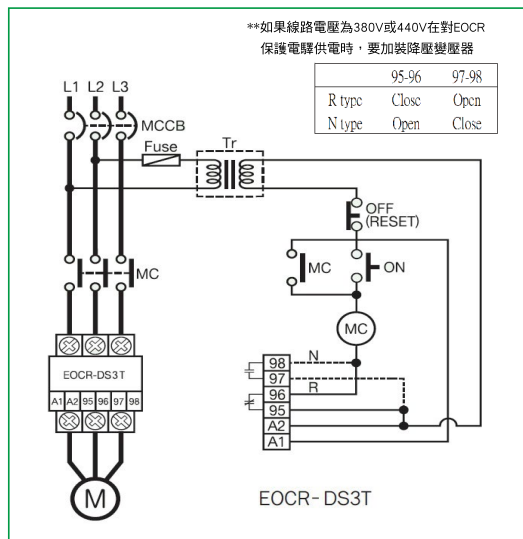 **如果線路電壓為380V或440V在對EOCR
保護電驛供電時，要加裝降壓變壓器
95-96 97-98
R type Close Open
N type Open Close
L1 L2 L3
MCCB
Fuse
Tr
OFF
(RESET)
MC
MC
ON
MC
EOCR-DS3T
A1 A2 95 96 97 98
M
98
N
97
96
R
95
A2
A1
EOCR-DS3T